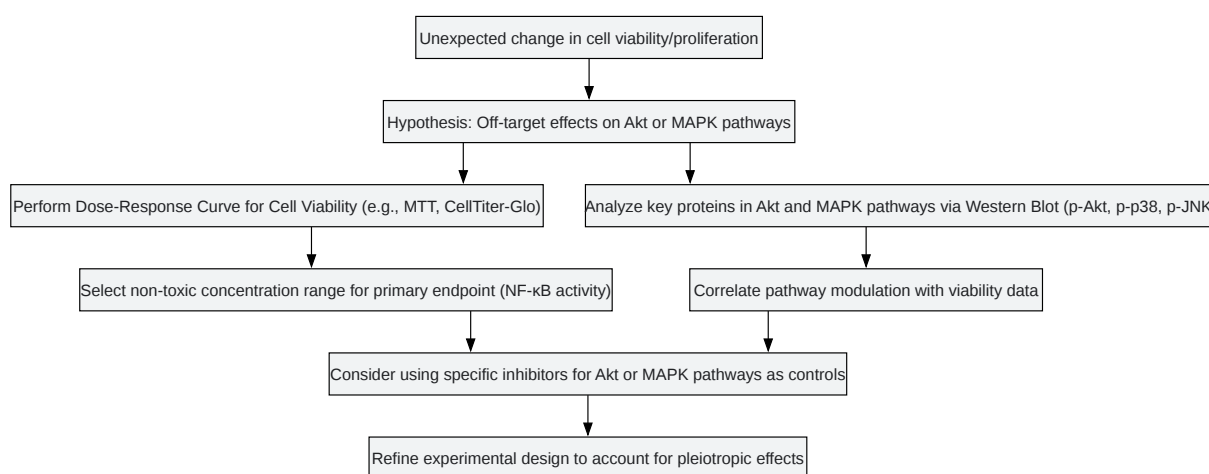 Unexpected change in cell viability/proliferation
Hypothesis: Off-target effects on Akt or MAPK pathways
Perform Dose-Response Curve for Cell Viability (e.g., MTT, CellTiter-Glo)
Analyze key proteins in Akt and MAPK pathways via Western Blot (p-Akt, p-p38, p-JNK
Select non-toxic concentration range for primary endpoint (NF-κB activity)
Correlate pathway modulation with viability data
Consider using specific inhibitors for Akt or MAPK pathways as controls
Refine experimental design to account for pleiotropic effects